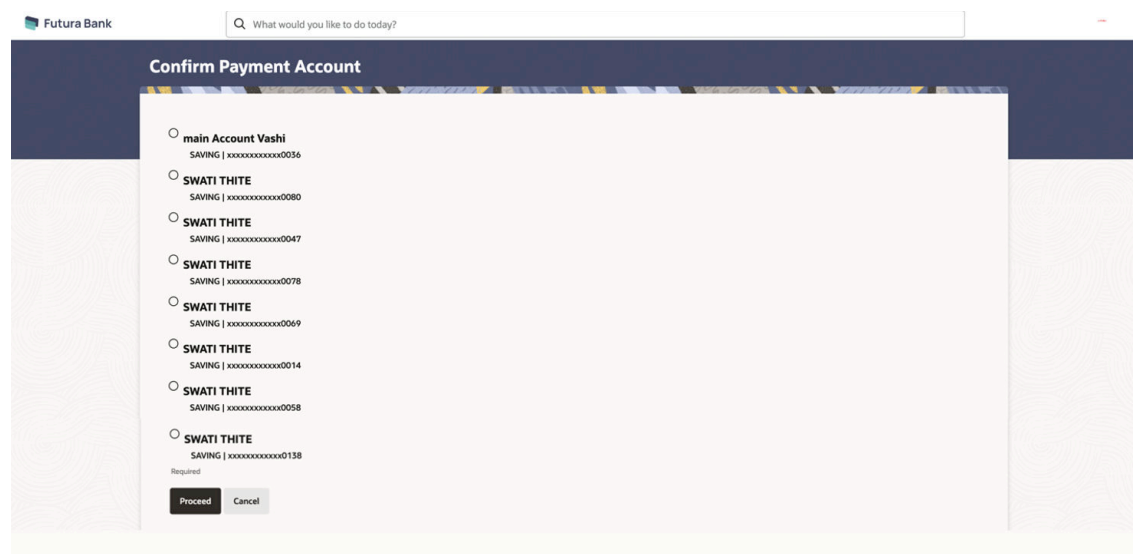 Futura Bank
What would you like to do today?
Confirm Payment Account
main Account Vashi
SAVING | xxxxxxxxxxxx0036
SWATI THITE
SAVING | xxxxxxxxxxxx0080
SWATI THITE
SAVING | xxxxxxxxxxxx0047
SWATI THITE
SAVING | xxxxxxxxxxxx0078
SWATI THITE
SAVING | xxxxxxxxxxxx0069
SWATI THITE
SAVING | xxxxxxxxxxxx0014
SWATI THITE
SAVING | xxxxxxxxxxxx0058
SWATI THITE
SAVING | xxxxxxxxxxxx0138
Required
Proceed Cancel